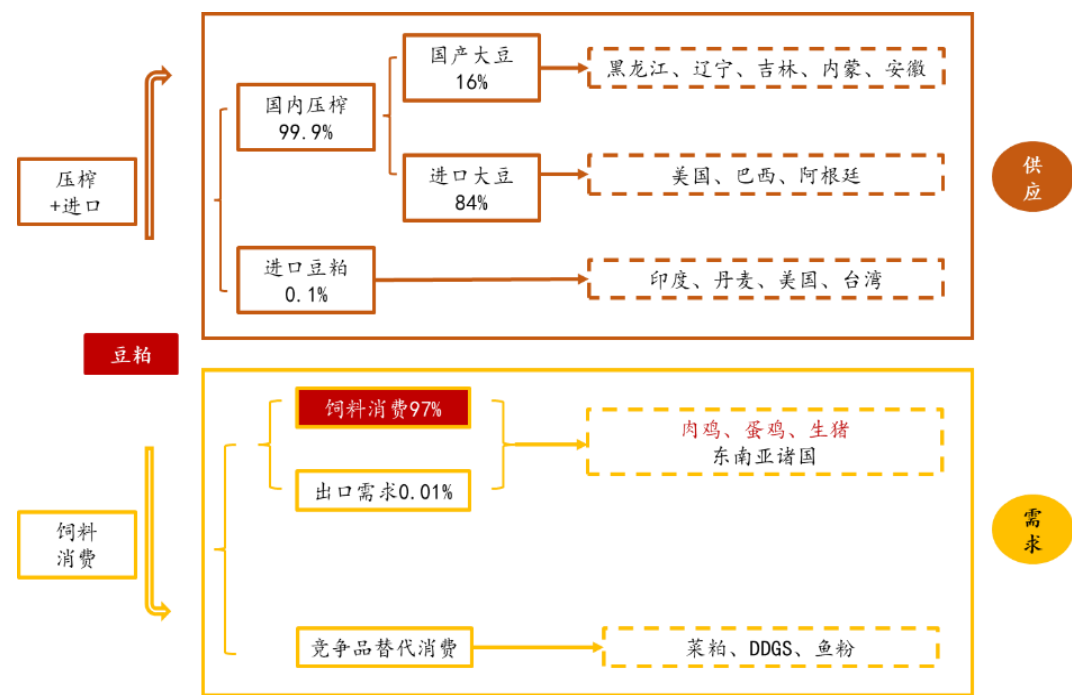 国产大豆
16%
黑龙江、辽宁、吉林、内蒙、安徽
国内压榨
99.9%
压榨
+进口
进口大豆
84%
美国、巴西、阿根廷
供
应
进口豆粕
0.1%
印度、丹麦、美国、台湾
豆粕
饲料消费97%
肉鸡、蛋鸡、生猪
东南亚诸国
出口需求0.01%
饲料
消费
需
求
竞争品替代消费
菜粕、DDGS、鱼粉